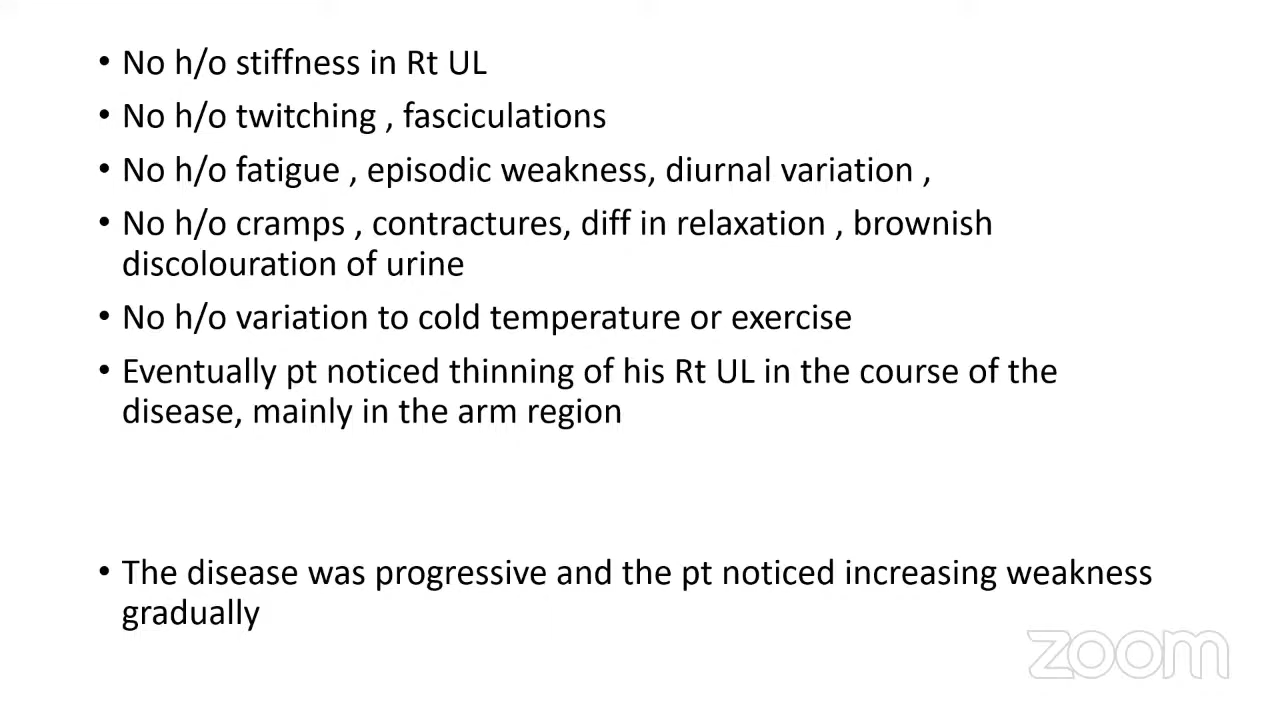 • No h/o stiffness in Rt UL
• No h/o twitching , fasciculations
• No h/o fatigue , episodic weakness, diurnal variation ,
• No h/o cramps , contractures, diff in relaxation , brownish
discolouration of urine
• No h/o variation to cold temperature or exercise
• Eventually pt noticed thinning of his Rt UL in the course of the
disease, mainly in the arm region
• The disease was progressive and the pt noticed increasing weakness
gradually
zoom